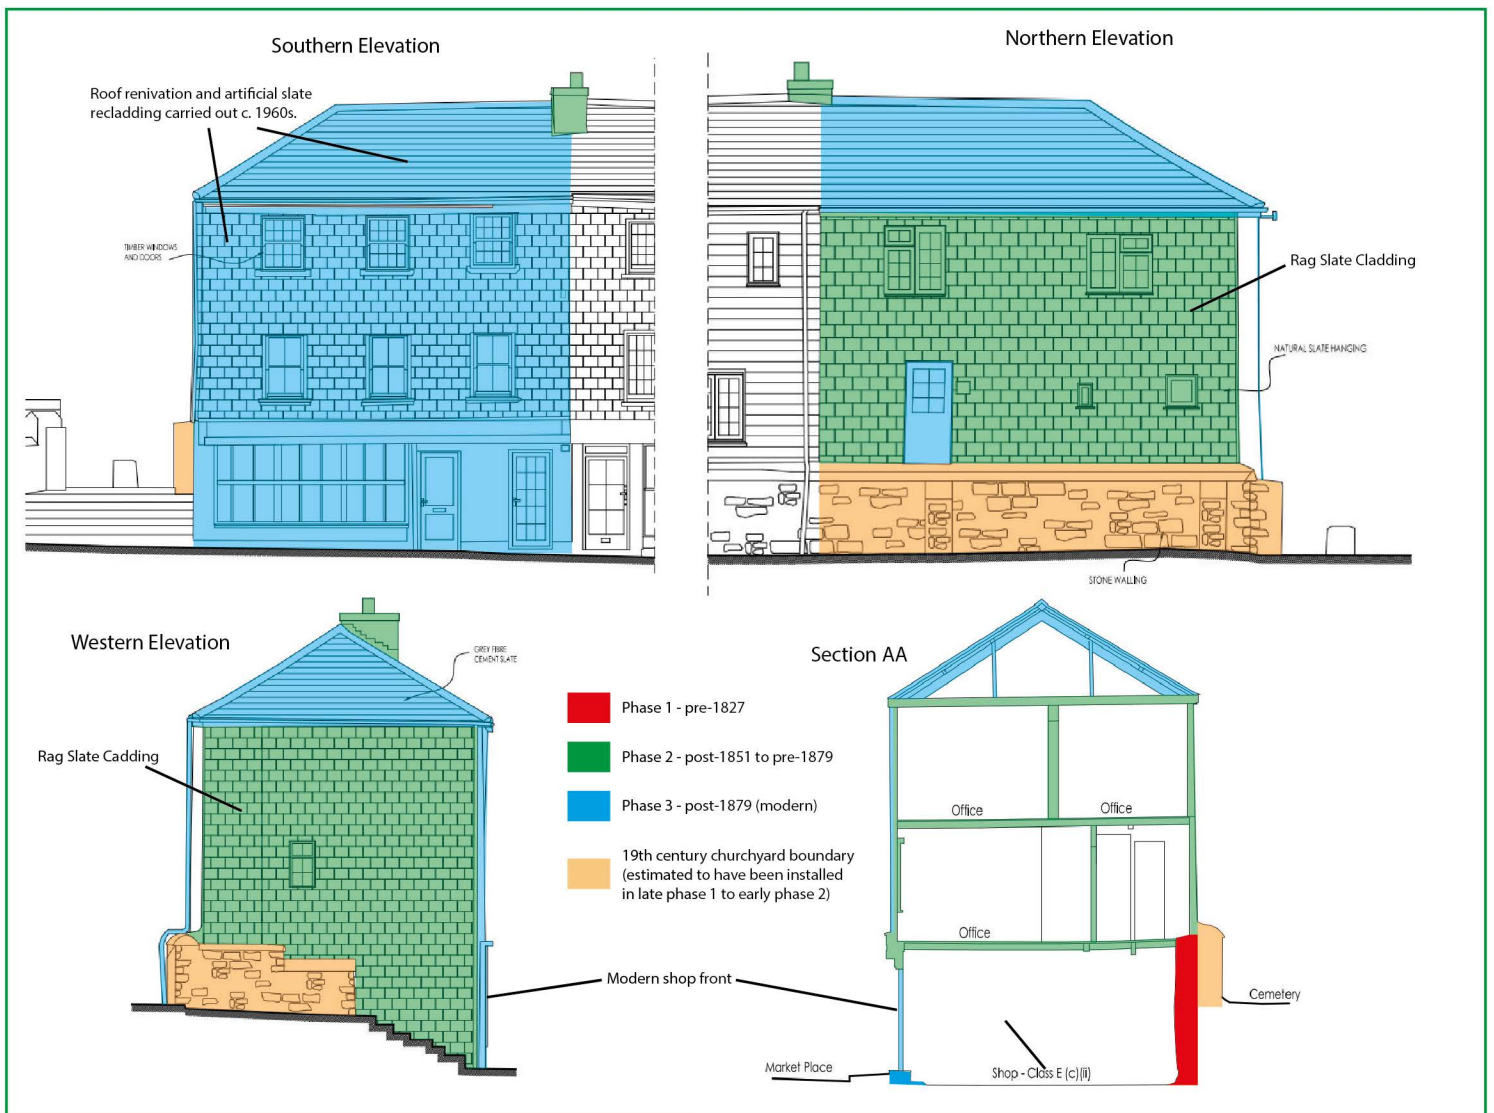 Southern Elevation
Northern Elevation
Roof renivation and artificial slate
recladding carried out c. 1960s.
TIMBER WINDOWS
AND DOORS
Rag Slate Cladding
NATURAL SLATE HANGING
STONE WALLING
Western Elevation
GREY FIBRE
CEMENT SLATE
Rag Slate Cadding
Section AA
Phase 1 - pre-1827
Phase 2 - post-1851 to pre-1879
Phase 3 - post-1879 (modern)
19th century churchyard boundary
(estimated to have been installed
in late phase 1 to early phase 2)
Office
Office
Office
Modern shop front
Cemetery
Market Place
Shop - Class E (c)(ii)